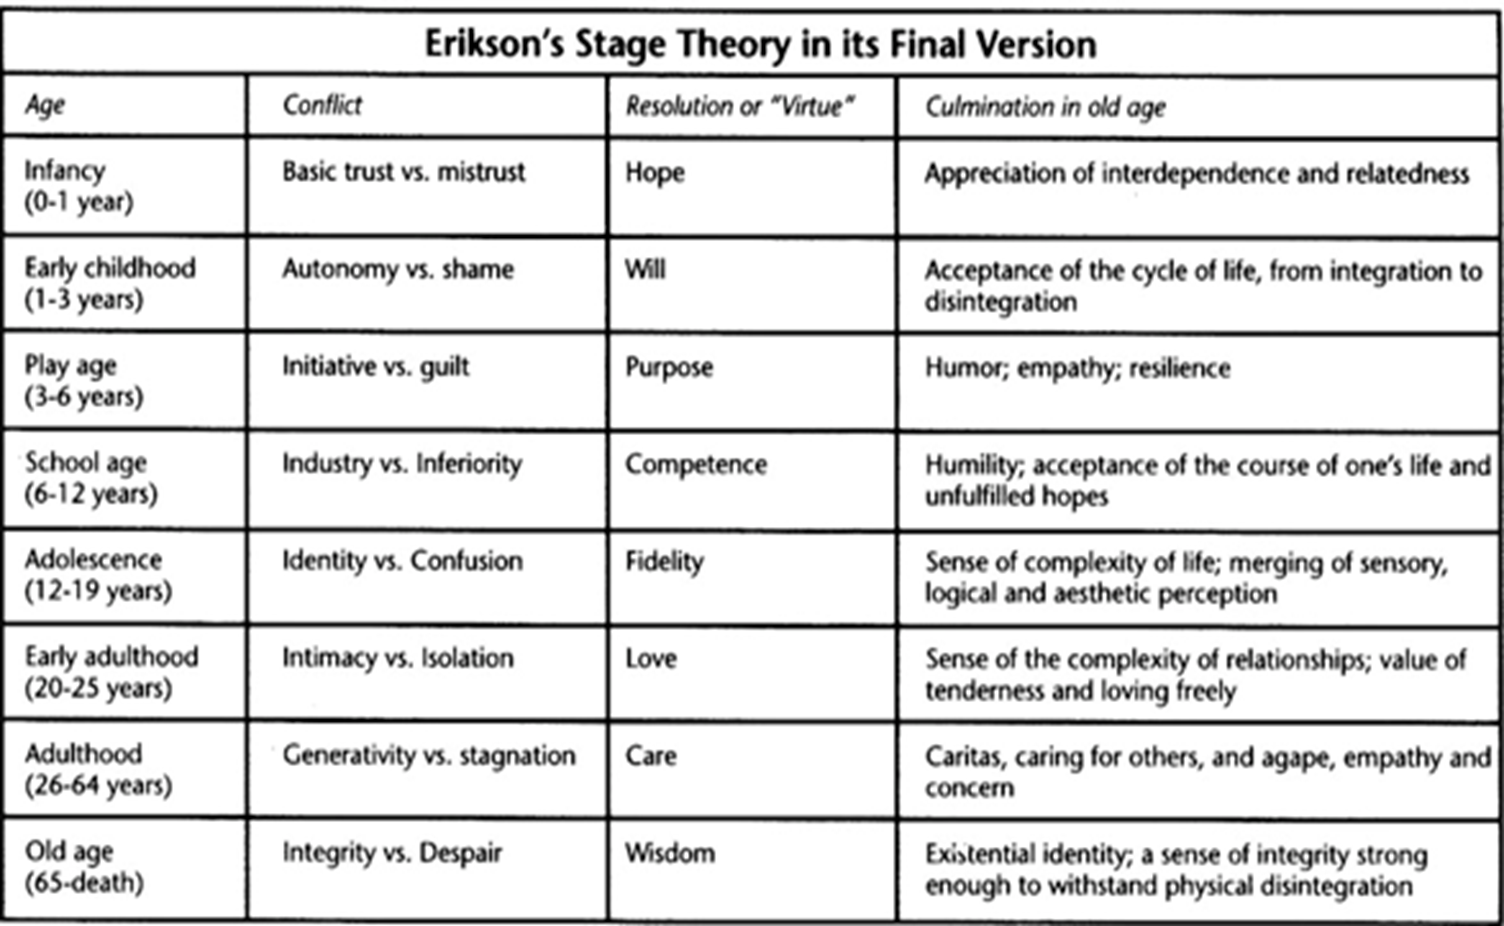 Erikson's Stage Theory in its Final Version
Age Conflict Resolution or "Virtue" Culmination in old age
Infancy Basic trust vs. mistrust Hope Appreciation of interdependence and relatedness
(0-1 year)
Early childhood Autonomy vs. shame Will Acceptance of the cycle of life, from integration to
(1-3 years) disintegration
Play age Initiative vs. guilt Purpose Humor; empathy; resilience
(3-6 years)
School age Industry vs. Inferiority Competence Humility; acceptance of the course of one's life and
(6-12 years) unfulfilled hopes
Adolescence Identity vs. Confusion Fidelity Sense of complexity of life; merging of sensory,
(12-19 years) logical and aesthetic perception
Early adulthood Intimacy vs. Isolation Love Sense of the complexity of relationships; value of
(20-25 years) tenderness and loving freely
Adulthood Generativity vs. stagnation Care Caritas, caring for others, and agape, empathy and
(26-64 years) concern
Old age Integrity vs. Despair Wisdom Existential identity; a sense of integrity strong
(65-death) enough to withstand physical disintegration